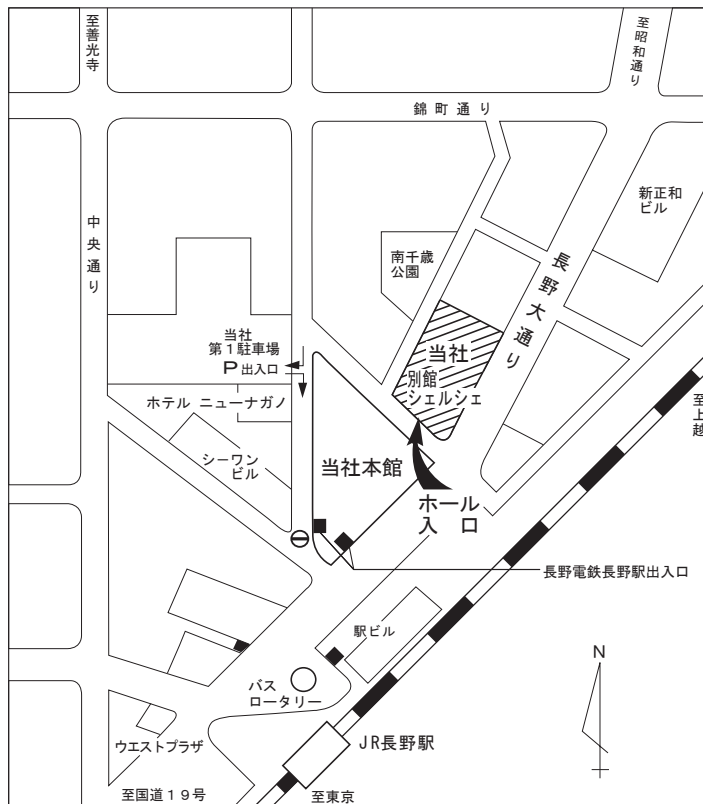 至善光寺
至昭和通り
錦町通り
新正和
ビル
中央通り
南千歳
公園
長野大通り
当社
第1駐車場
P出入口
当社
別館
シェルシェ
至上越
ホテル ニューナガノ
シーワン
ビル
当社本館
ホール
入口
長野電鉄長野駅出入口
駅ビル
バス
ロータリー
N
ウエストプラザ
JR長野駅
至国道19号
至東京